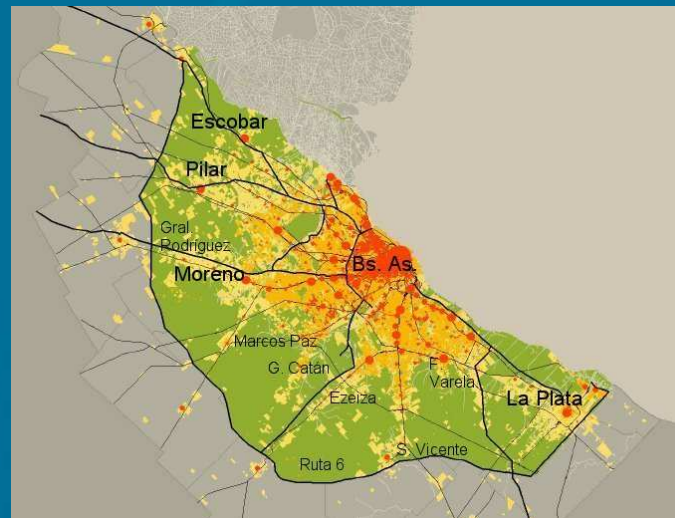 Escobar
Pilar
Gral.
Rodríguez
Moreno
Bs. As.
Marcos Paz
G. Catán
F.
Varela
Ezeiza
La Plata
S. Vicente
Ruta 6